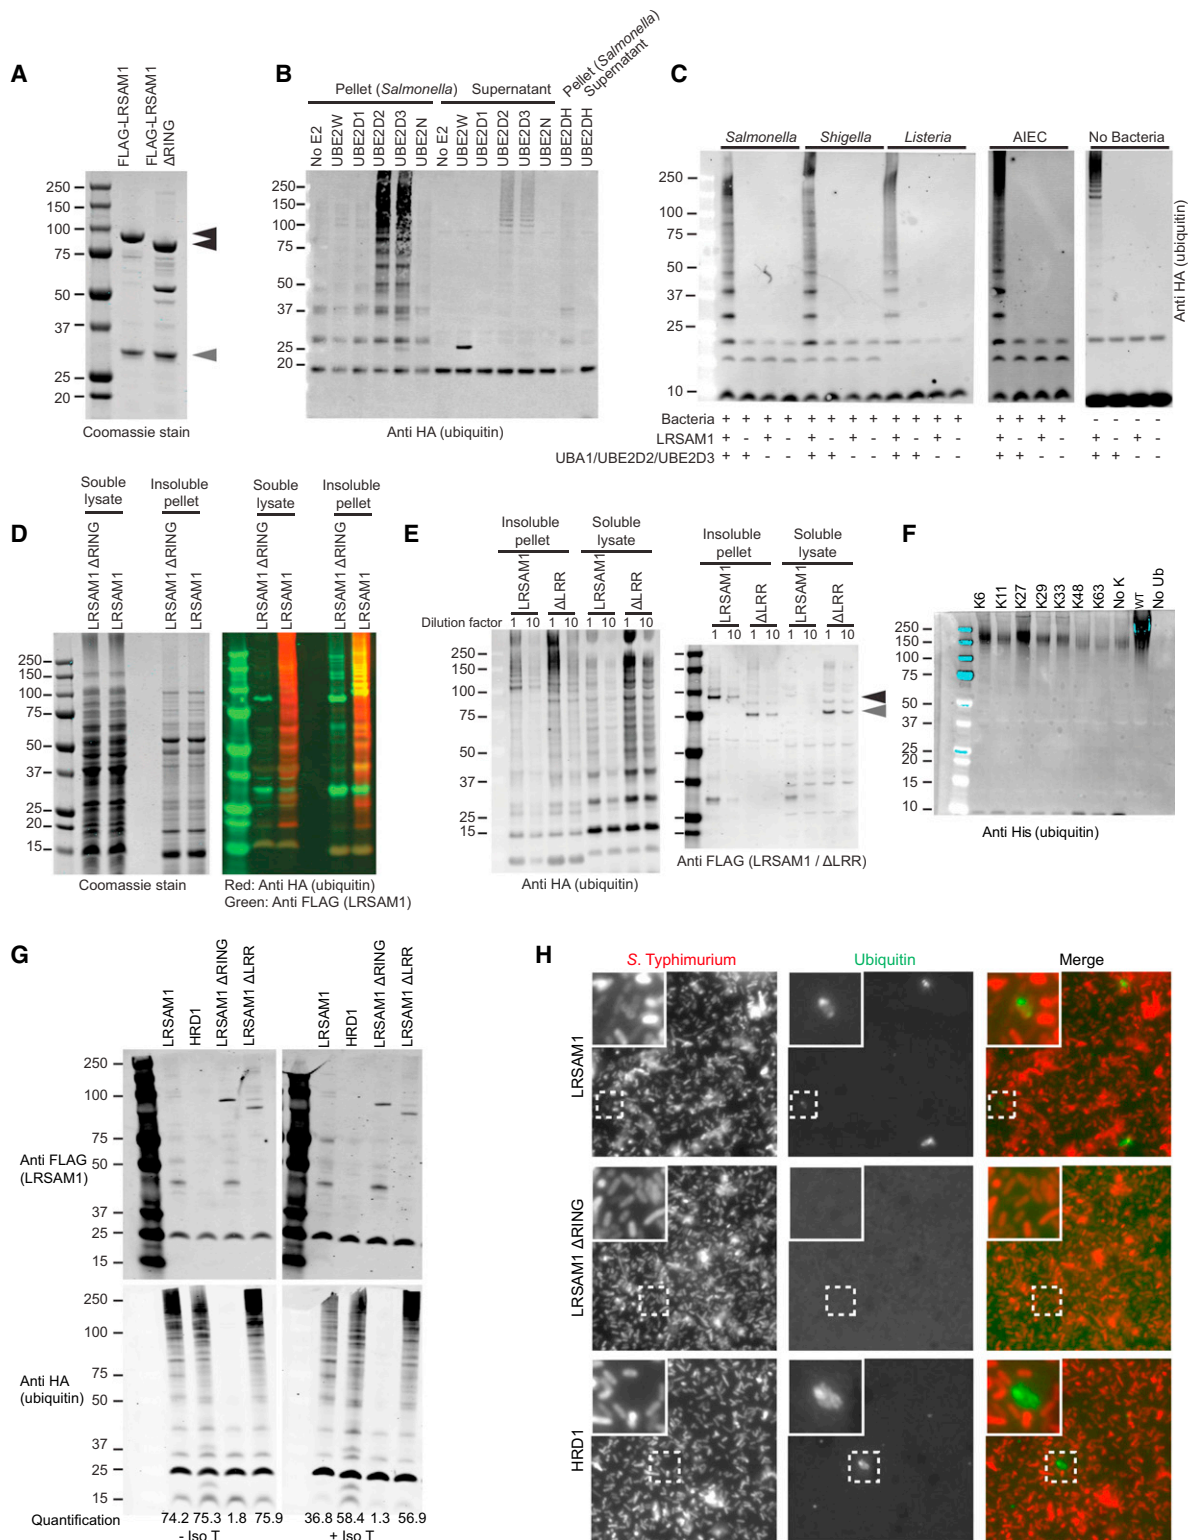 A
FLAG-LRSAM1
FLAG-LRSAM1
ΔRING
250
150
100
75
50
37
25
20
Coomassie stain
B
Pellet (Salmonella)
Supernatant
Pellet (Salmonella)
Supernatant
No E2
UBE2W
UBE2D1
UBE2D2
UBE2D3
UBE2N
No E2
UBE2W
UBE2D1
UBE2D2
UBE2D3
UBE2N
UBE2DH
UBE2DH
250
150
100
75
50
37
25
20
Anti HA (ubiquitin)
C
Salmonella Shigella Listeria AIEC No Bacteria
250
100
75
50
37
25
10
Anti HA (ubiquitin)
Bacteria + + + + + + + + + + + + + + + + - - - -
LRSAM1 + - + - + - + - + - + - + - + - + - + -
UBA1/UBE2D2/UBE2D3 + + - - + + - - + + - - + + - - + + - -
D
Souble lysate
Insoluble pellet
Souble lysate
Insoluble pellet
LRSAM1 ΔRING
LRSAM1
LRSAM1 ΔRING
LRSAM1
LRSAM1 ΔRING
LRSAM1
LRSAM1 ΔRING
LRSAM1
250
150
100
75
50
37
25
20
15
Coomassie stain
Red: Anti HA (ubiquitin)
Green: Anti FLAG (LRSAM1)
E
Insoluble pellet
Soluble lysate
Insoluble pellet
Soluble lysate
LRSAM1
ΔLRR
LRSAM1
ΔLRR
LRSAM1
ΔLRR
LRSAM1
ΔLRR
Dilution factor 1 10 1 10 1 10 1 10
1 10 1 10 1 10 1 10
250
150
100
75
50
37
25
15
Anti HA (ubiquitin)
Anti FLAG (LRSAM1 / ΔLRR)
F
K6
K11
K27
K29
K33
K48
K63
No K
WT
No Ub
250
150
100
75
50
37
25
20
15
10
Anti His (ubiquitin)
G
LRSAM1
HRD1
LRSAM1 ΔRING
LRSAM1 ΔLRR
LRSAM1
HRD1
LRSAM1 ΔRING
LRSAM1 ΔLRR
250
100
75
50
37
25
15
Anti FLAG
(LRSAM1)
250
100
75
50
37
25
15
Anti HA
(ubiquitin)
Quantification 74.2 75.3 1.8 75.9 36.8 58.4 1.3 56.9
- Iso T + Iso T
H
S. Typhimurium Ubiquitin Merge
LRSAM1
LRSAM1 ΔRING
HRD1